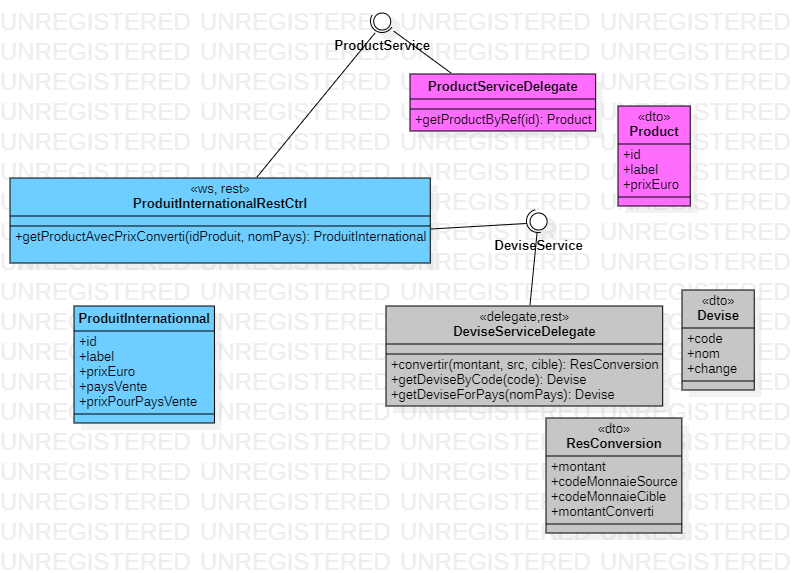 ProductService
ProductServiceDelegate
+getProductByRef(id): Product
«dto»
Product
+id
+label
+prixEuro
«ws, rest»
ProduitInternationalRestCtrl
+getProductAvecPrixConverti(idProduit, nomPays): ProduitInternational
DeviseService
ProduitInternationnal
+id
+label
+prixEuro
+paysVente
+prixPourPaysVente
«delegate,rest»
DeviseServiceDelegate
+convertir(montant, src, cible): ResConversion
+getDeviseByCode(code): Devise
+getDeviseForPays(nomPays): Devise
«dto»
Devise
+code
+nom
+change
«dto»
ResConversion
+montant
+codeMonnaieSource
+codeMonnaieCible
+montantConverti
UNREGISTERED UNREGISTERED UNREGISTERED UNREGISTERED